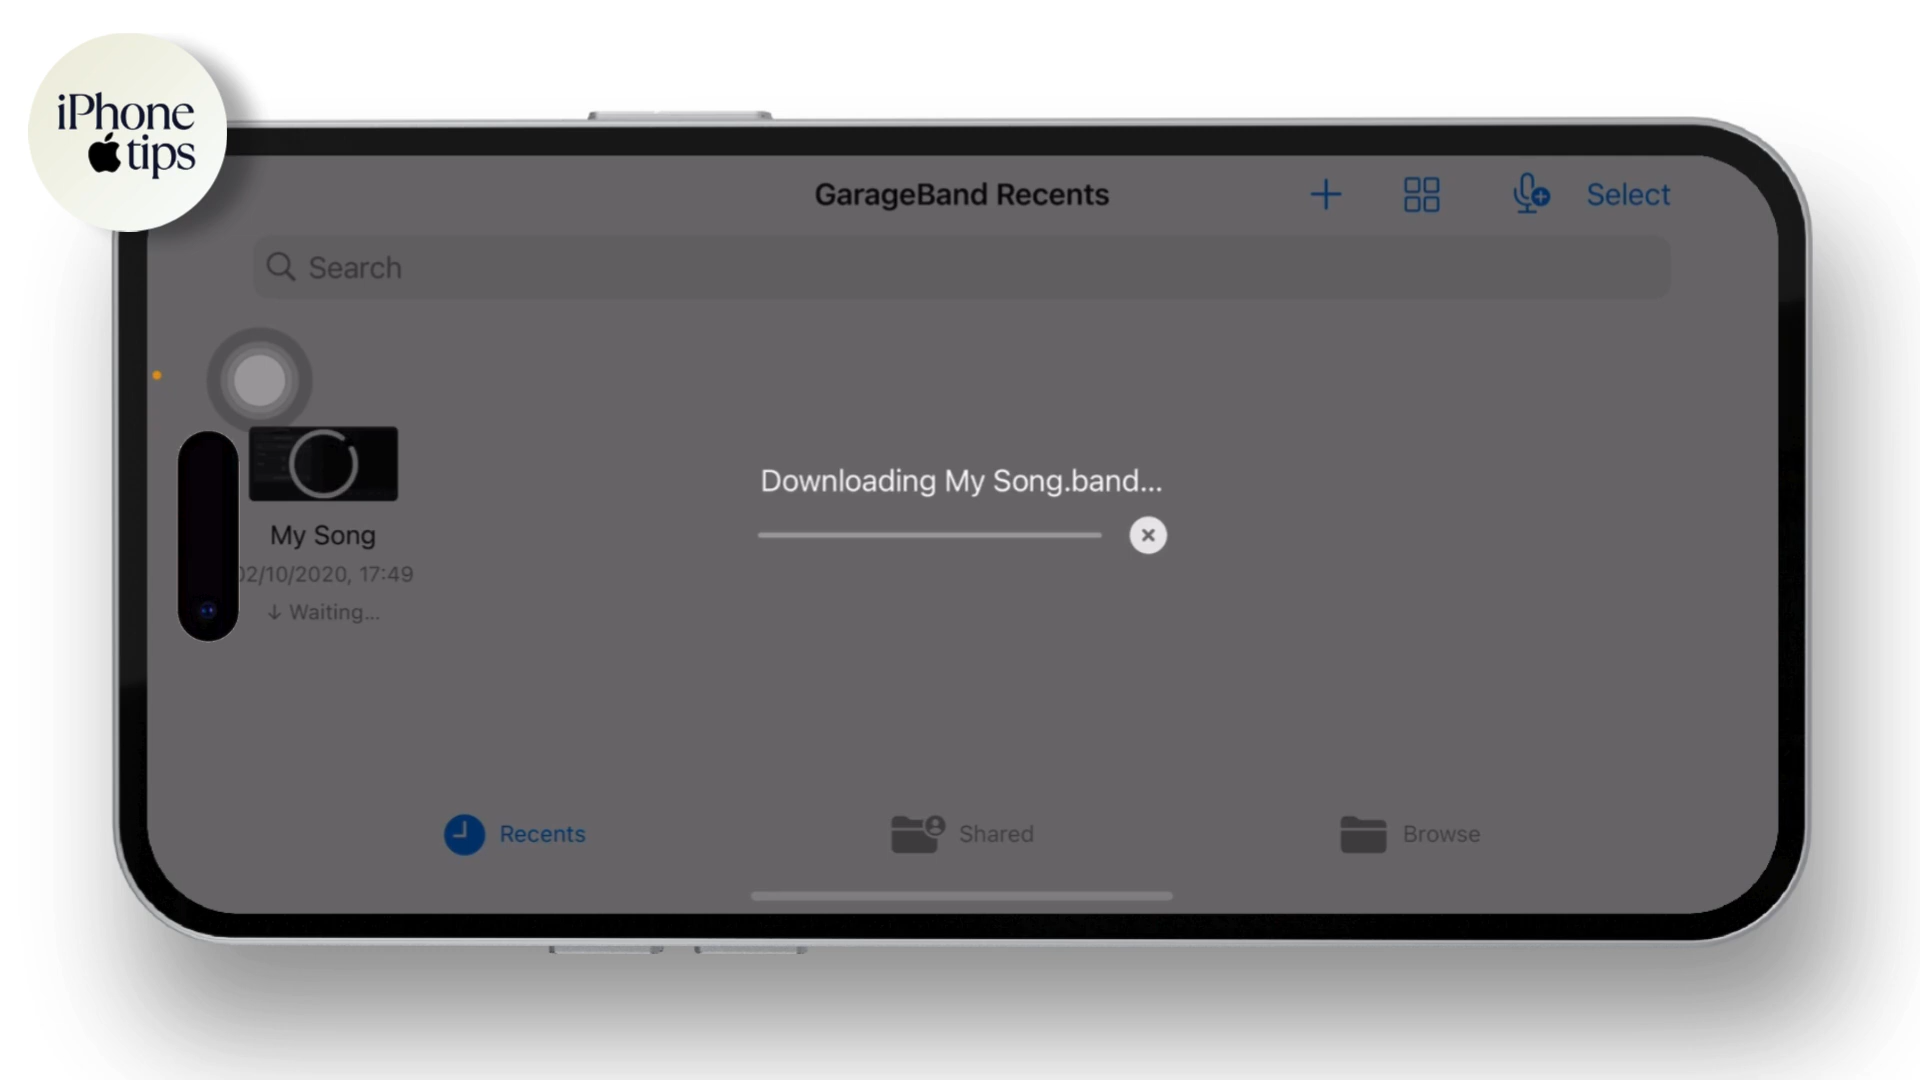 iPhone
tips
GarageBand Recents
Select
Search
Downloading My Song.band...
My Song
02/10/2020, 17:49
↓ Waiting...
Recents
Shared
Browse